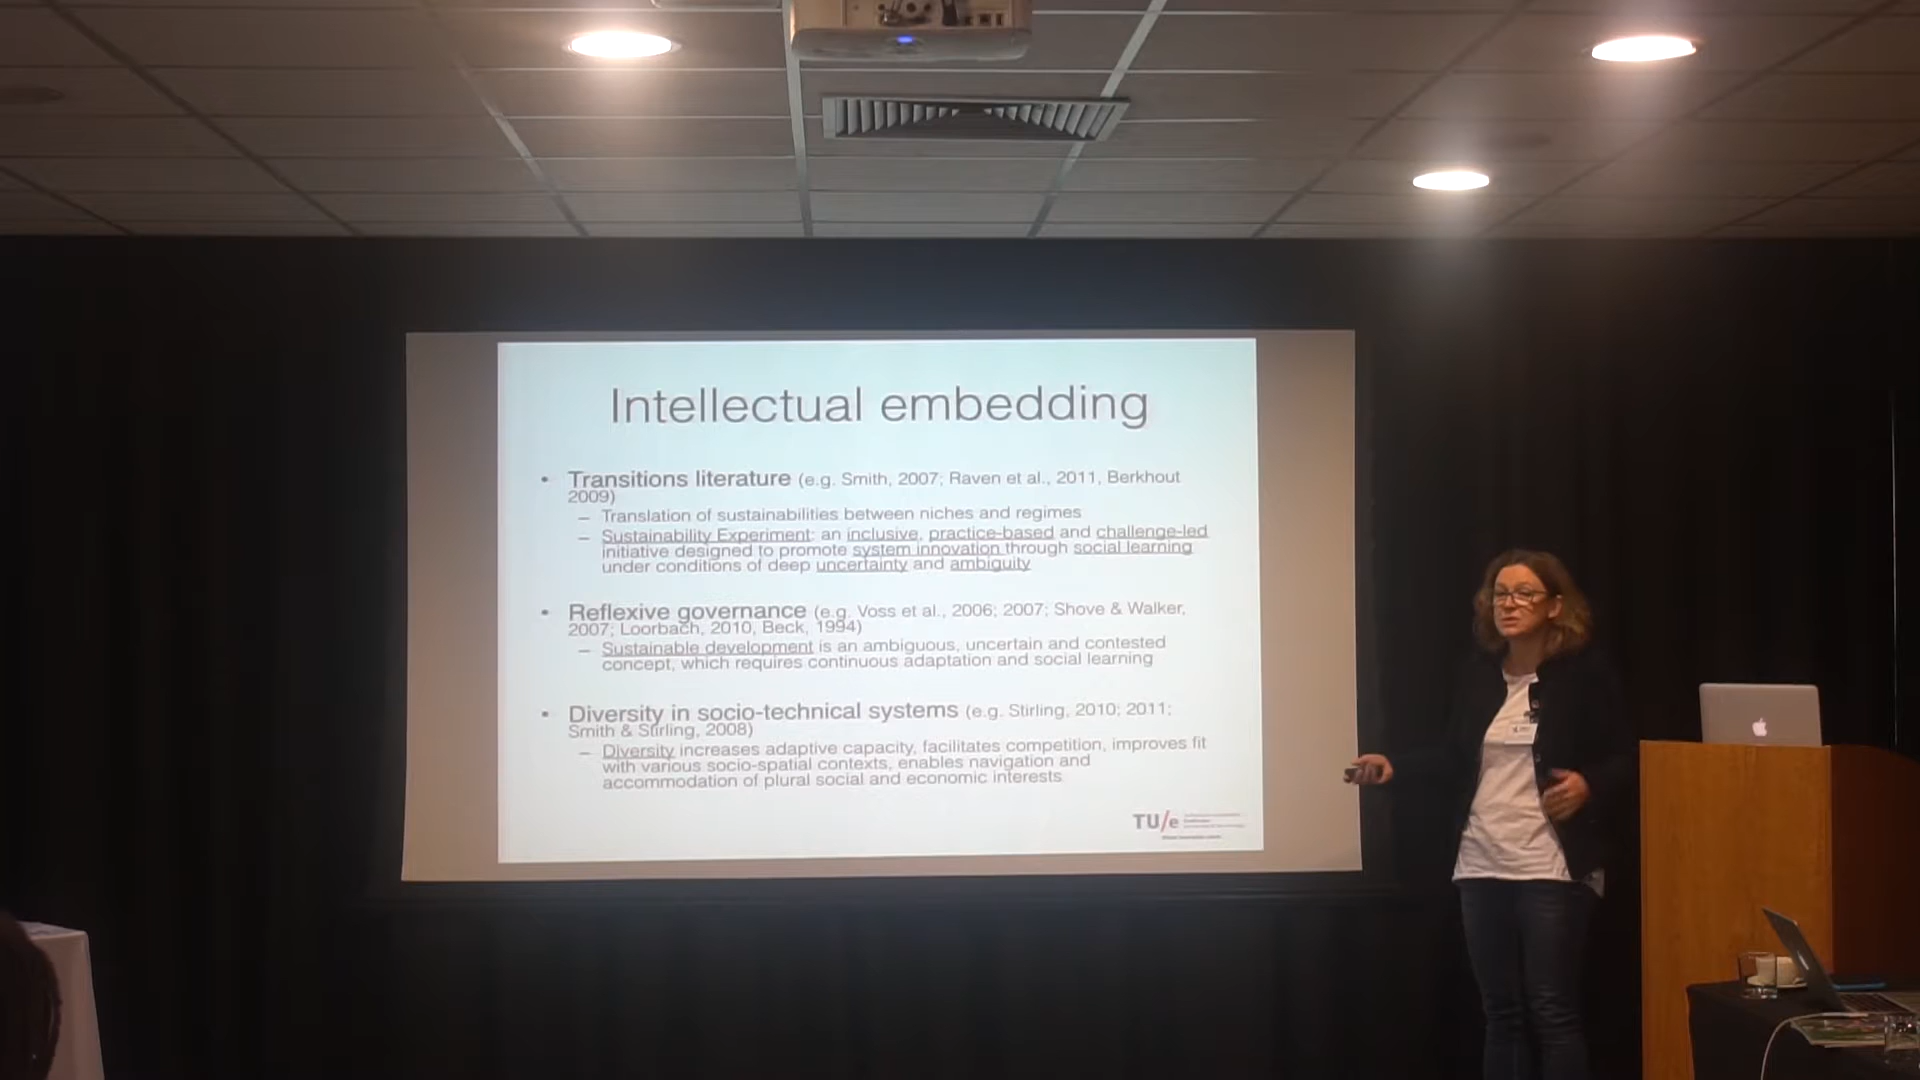 Intellectual embedding
• Transitions literature (e.g. Smith, 2007; Raven et al., 2011, Berkhout
2009)
– Translation of sustainabilities between niches and regimes
– Sustainability Experiment: an inclusive, practice-based and challenge-led
initiative designed to promote system innovation through social learning
under conditions of deep uncertainty and ambiguity
• Reflexive governance (e.g. Voss et al., 2006; 2007; Shove & Walker,
2007; Loorbach, 2010, Beck, 1994)
– Sustainable development is an ambiguous, uncertain and contested
concept, which requires continuous adaptation and social learning
• Diversity in socio-technical systems (e.g. Stirling, 2010; 2011;
Smith & Stirling, 2008)
– Diversity increases adaptive capacity, facilitates competition, improves fit
with various socio-spatial contexts, enables navigation and
accommodation of plural social and economic interests
TU/e